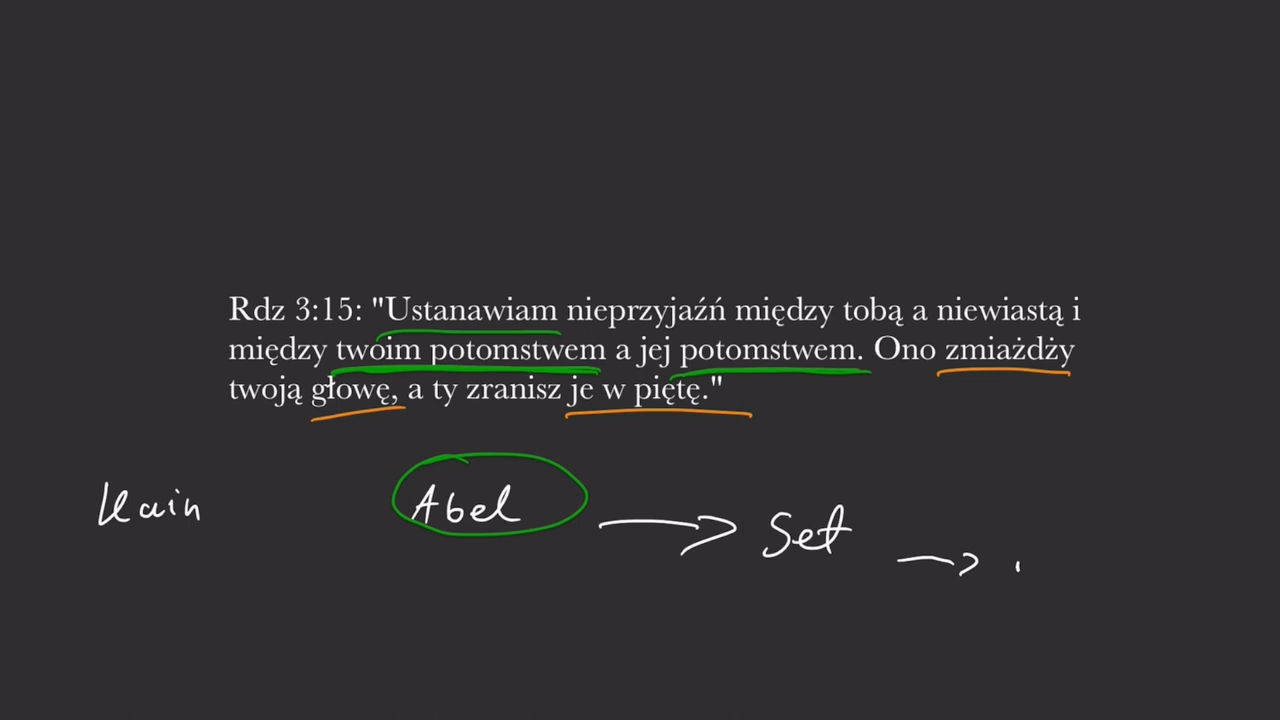 Rdz 3:15: "Ustanawiam nieprzyjaźń między tobą a niewiastą i
między twoim potomstwem a jej potomstwem. Ono zmiażdży
twoją głowę, a ty zranisz je w piętę."
Kain Abel → Set →